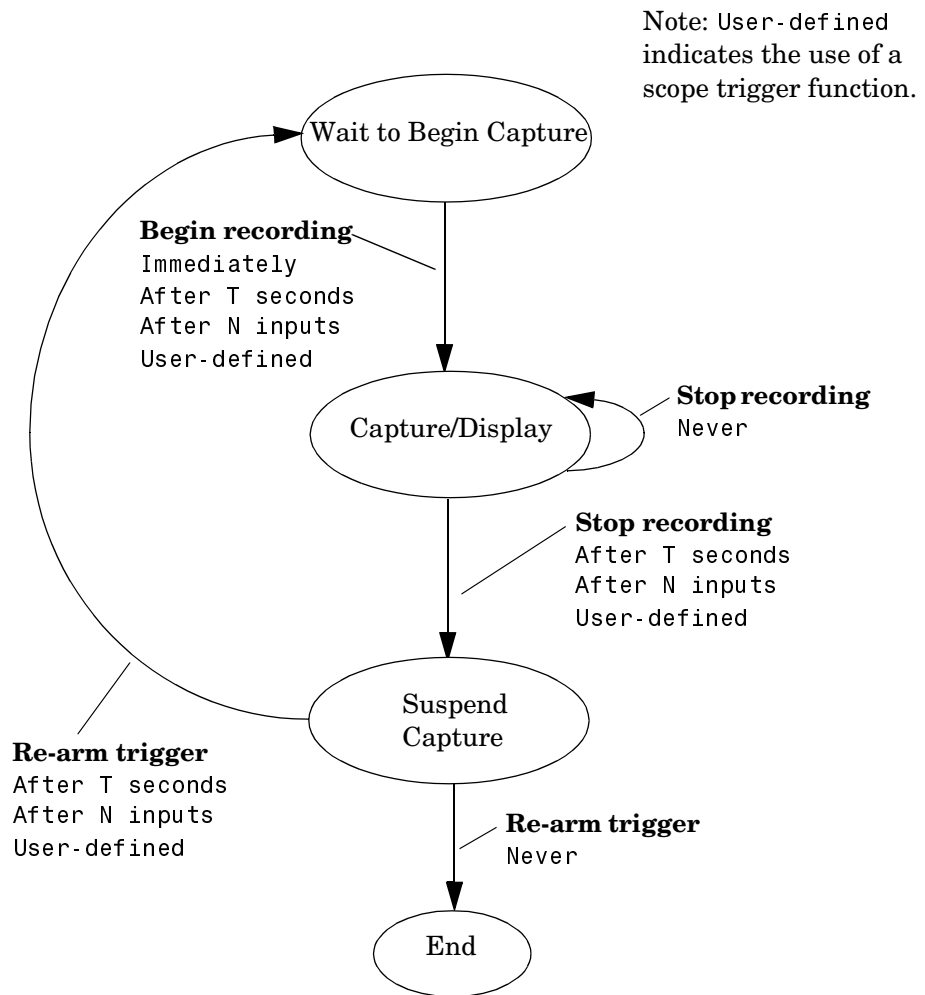 Note: User-defined
indicates the use of a
scope trigger function.
Wait to Begin Capture
Begin recording
Immediately
After T seconds
After N inputs
User-defined
Capture/Display
Stop recording
Never
Stop recording
After T seconds
After N inputs
User-defined
Suspend
Capture
Re-arm trigger
After T seconds
After N inputs
User-defined
Re-arm trigger
Never
End